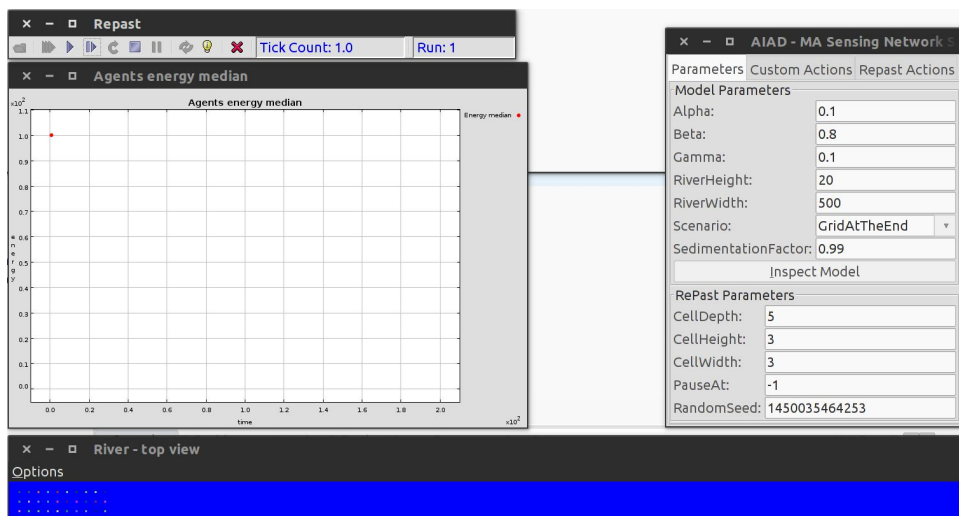 Repast
Tick Count: 1.0
Run: 1
Agents energy median
Agents energy median
x10²
1.1
1.0
0.9
0.8
0.7
0.6
0.5
0.4
0.3
0.2
0.1
0.0
energy
Energy median
0.0 0.2 0.4 0.6 0.8 1.0 1.2 1.4 1.6 1.8 2.0
time
x10²
AIAD - MA Sensing Network S
Parameters Custom Actions Repast Actions
Model Parameters
Alpha: 0.1
Beta: 0.8
Gamma: 0.1
RiverHeight: 20
RiverWidth: 500
Scenario: GridAtTheEnd
SedimentationFactor: 0.99
Inspect Model
RePast Parameters
CellDepth: 5
CellHeight: 3
CellWidth: 3
PauseAt: -1
RandomSeed: 1450035464253
River - top view
Options